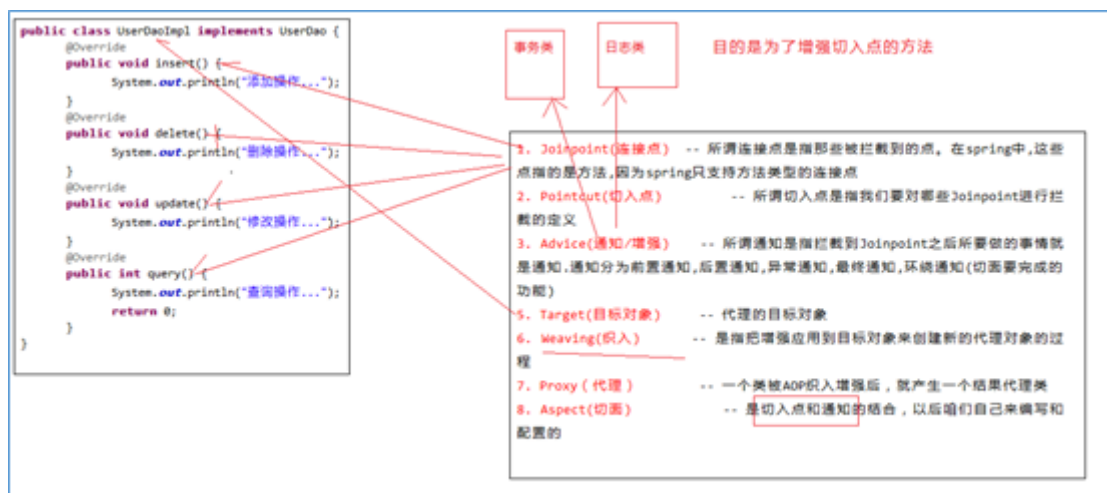 public class UserDaoImpl implements UserDao {
@Override
public void insert() {
System.out.println("添加操作...");
}
@Override
public void delete() {
System.out.println("删除操作...");
}
@Override
public void update() {
System.out.println("修改操作...");
}
@Override
public int query() {
System.out.println("查询操作...");
return 0;
}
}
事务类
日志类
目的是为了增强切入点的方法
1. Joinpoint(连接点) -- 所谓连接点是指那些被拦截到的点。在spring中,这些
点指的是方法,因为spring只支持方法类型的连接点
2. Pointcut(切入点) -- 所谓切入点是指我们要对哪些Joinpoint进行拦
截的定义
3. Advice(通知/增强) -- 所谓通知是指拦截到Joinpoint之后所要做的事情就
是通知.通知分为前置通知,后置通知,异常通知,最终通知,环绕通知(切面要完成的
功能)
5. Target(目标对象) -- 代理的目标对象
6. Weaving(织入) -- 是指把增强应用到目标对象来创建新的代理对象的过
程
7. Proxy（代理） -- 一个类被AOP织入增强后，就产生一个结果代理类
8. Aspect(切面) -- 是切入点和通知的结合，以后咱们自己来编写和
配置的